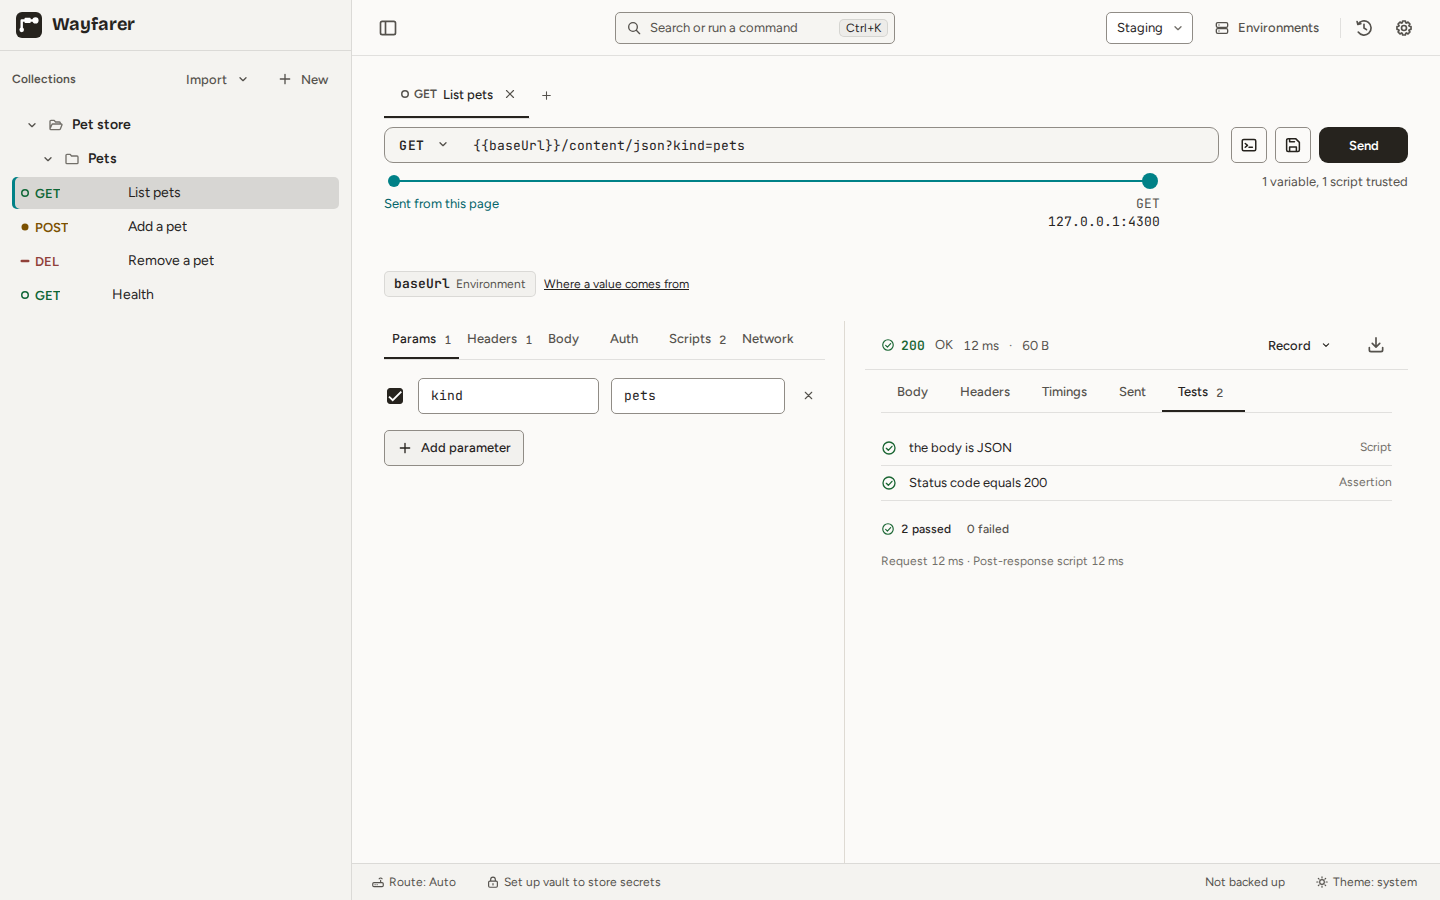 Wayfarer
Search or run a command Ctrl+K
Staging
Environments
Collections
Import
New
Pet store
Pets
GET List pets
POST Add a pet
DEL Remove a pet
GET Health
GET List pets
GET {{baseUrl}}/content/json?kind=pets
Send
Sent from this page
GET
127.0.0.1:4300
1 variable, 1 script trusted
baseUrl Environment
Where a value comes from
Params 1 Headers 1 Body Auth Scripts 2 Network
kind pets
Add parameter
200 OK 12 ms · 60 B
Record
Body Headers Timings Sent Tests 2
the body is JSON Script
Status code equals 200 Assertion
2 passed 0 failed
Request 12 ms · Post-response script 12 ms
Route: Auto
Set up vault to store secrets
Not backed up
Theme: system